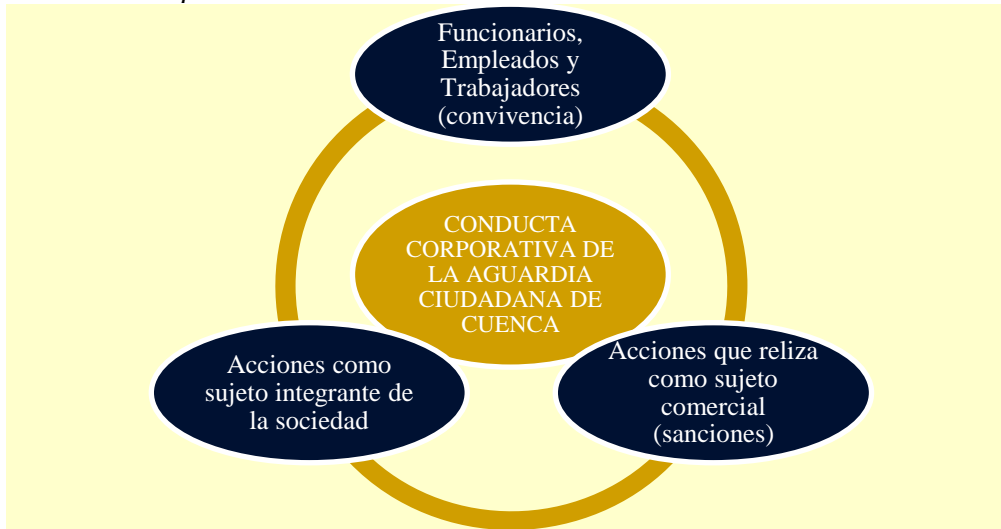 Funcionarios,
Empleados y
Trabajadores
(convivencia)
CONDUCTA
CORPORATIVA DE
LA AGUARDIA
CIUDADANA DE
CUENCA
Acciones como
sujeto integrante de
la sociedad
Acciones que reliza
como sujeto
comercial
(sanciones)